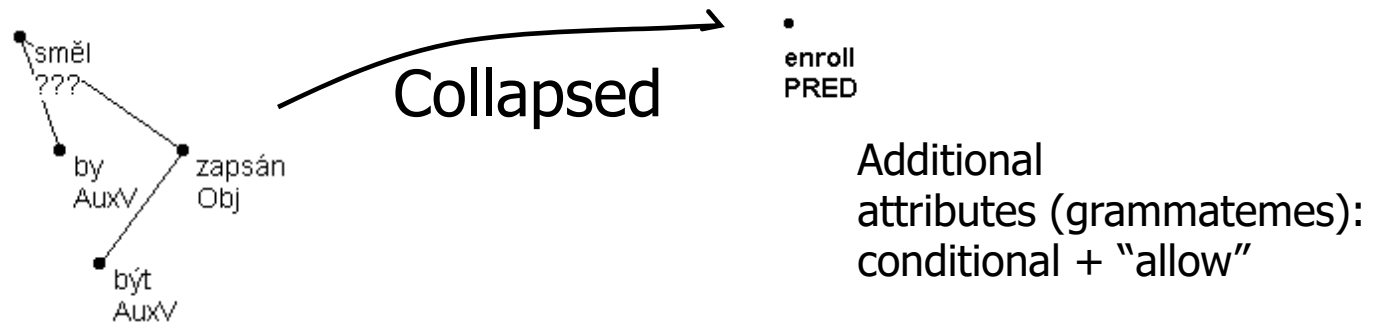 směl
???
by
AuxV
zapsán
Obj
být
AuxV
Collapsed
enroll
PRED
Additional
attributes (grammatemes):
conditional + “allow”